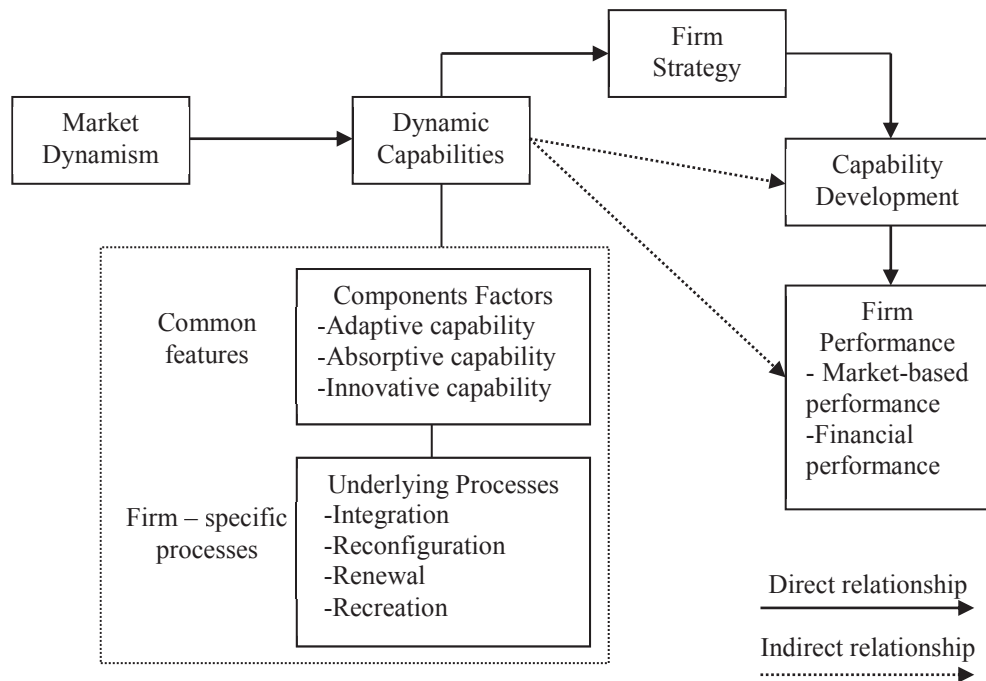 Firm
Strategy
Market
Dynamism
Dynamic
Capabilities
Capability
Development
Components Factors
-Adaptive capability
-Absorptive capability
-Innovative capability
Common
features
Firm
Performance
- Market-based
performance
-Financial
performance
Underlying Processes
-Integration
-Reconfiguration
-Renewal
-Recreation
Firm – specific
processes
Direct relationship
Indirect relationship